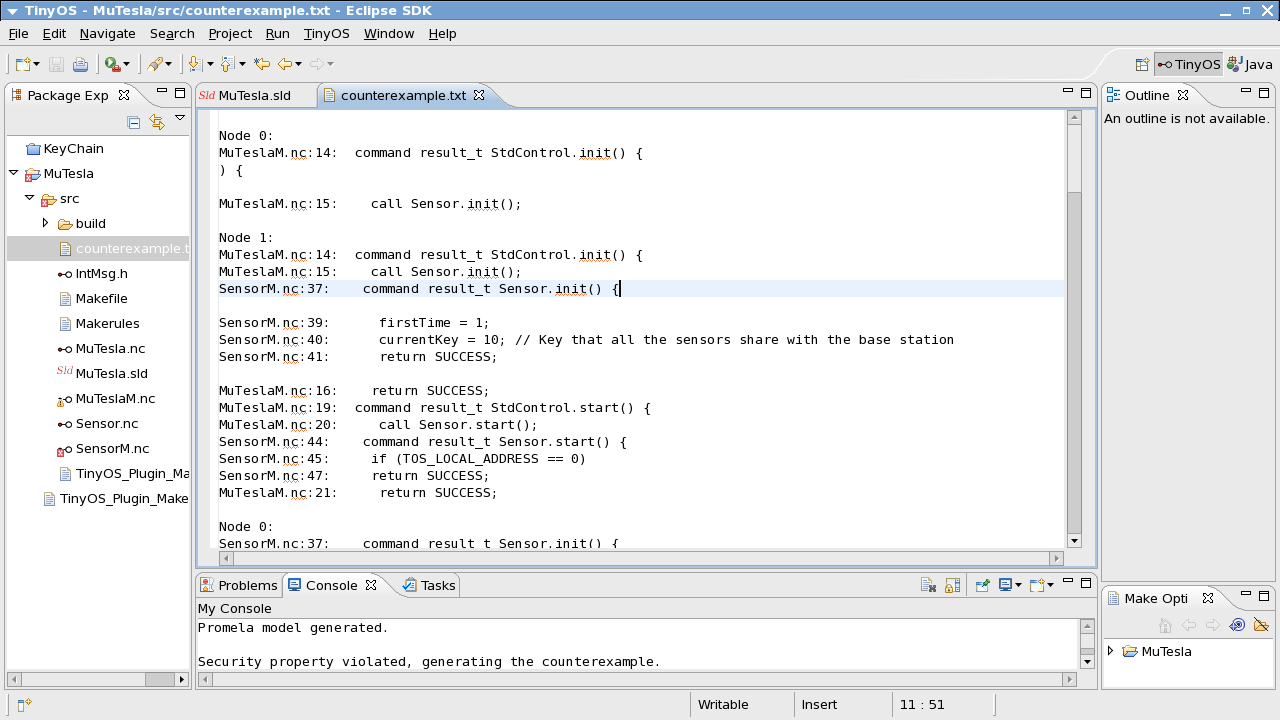 TinyOS - MuTesla/src/counterexample.txt - Eclipse SDK
File Edit Navigate Search Project Run TinyOS Window Help
TinyOS Java
Package Exp
KeyChain
MuTesla
src
build
counterexample.t
IntMsg.h
Makefile
Makerules
MuTesla.nc
Sld MuTesla.sld
MuTeslaM.nc
Sensor.nc
SensorM.nc
TinyOS_Plugin_Ma
TinyOS_Plugin_Make
Sld MuTesla.sld counterexample.txt
Node 0:
MuTeslaM.nc:14:  command result_t StdControl.init() {
) {
MuTeslaM.nc:15:    call Sensor.init();
Node 1:
MuTeslaM.nc:14:  command result_t StdControl.init() {
MuTeslaM.nc:15:    call Sensor.init();
SensorM.nc:37:    command result_t Sensor.init() {
SensorM.nc:39:      firstTime = 1;
SensorM.nc:40:      currentKey = 10; // Key that all the sensors share with the base station
SensorM.nc:41:      return SUCCESS;
MuTeslaM.nc:16:    return SUCCESS;
MuTeslaM.nc:19:  command result_t StdControl.start() {
MuTeslaM.nc:20:     call Sensor.start();
SensorM.nc:44:    command result_t Sensor.start() {
SensorM.nc:45:     if (TOS_LOCAL_ADDRESS == 0)
SensorM.nc:47:     return SUCCESS;
MuTeslaM.nc:21:     return SUCCESS;
Node 0:
SensorM.nc:37:    command result_t Sensor.init() {
Outline
An outline is not available.
Problems Console Tasks
My Console
Promela model generated.
Security property violated, generating the counterexample.
Make Opti
MuTesla
Writable Insert 11 : 51